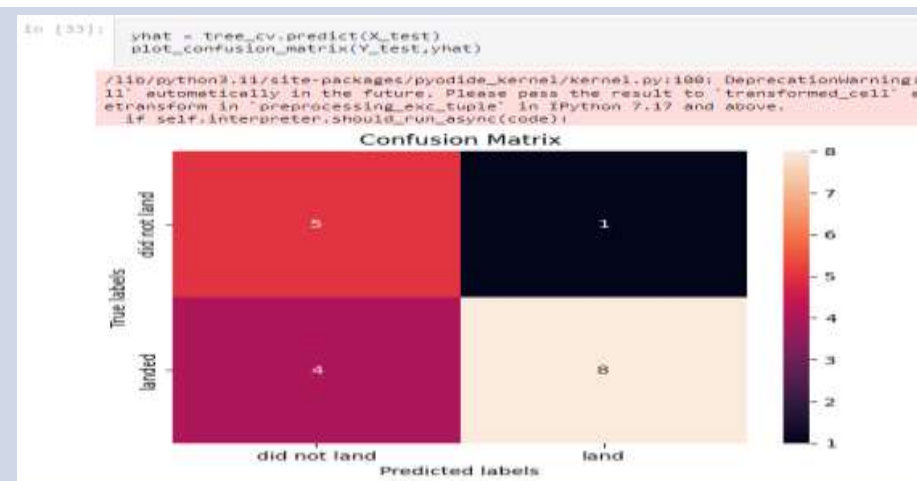 In [33]:
yhat = tree_cv.predict(X_test)
plot_confusion_matrix(Y_test,yhat)
/lib/python3.11/site-packages/pyodide_kernel/kernel.py:100: DeprecationWarning:
ll` automatically in the future. Please pass the result to `transformed_cell`
etransform in `preprocessing_exc_tuple` in IPython 7.17 and above.
if self.interpreter.should_run_async(code):
Confusion Matrix
True labels
did not land
landed
5
1
4
8
did not land
land
Predicted labels
8
7
6
5
4
3
2
1